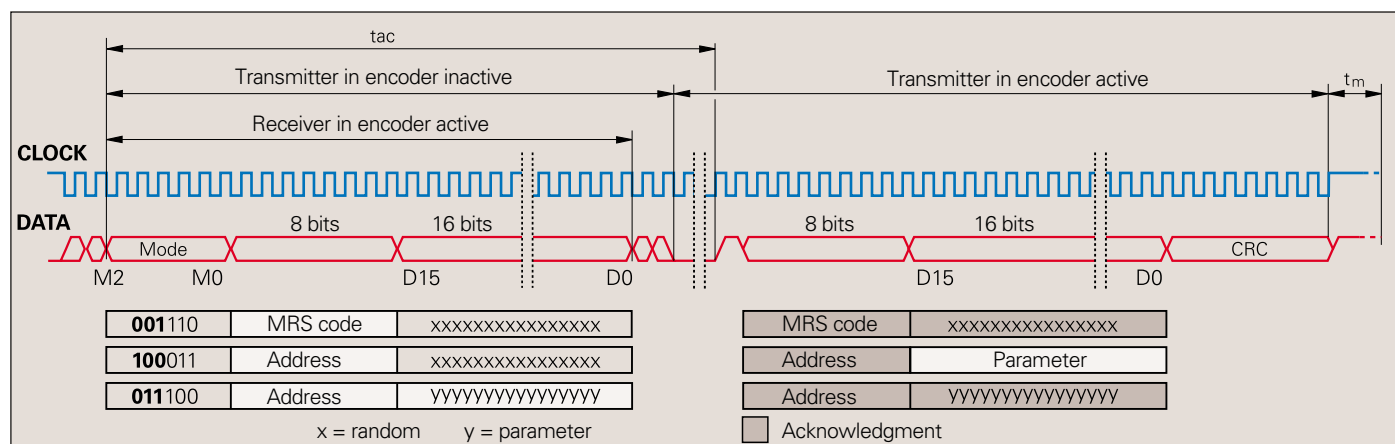 tac
Transmitter in encoder inactive
Transmitter in encoder active
tm
Receiver in encoder active
CLOCK
DATA
8 bits
16 bits
8 bits
16 bits
Mode
CRC
M2
M0
D15
D0
D15
D0
001110
MRS code
xxxxxxxxxxxxxxxx
MRS code
xxxxxxxxxxxxxxxx
100011
Address
xxxxxxxxxxxxxxxx
Address
Parameter
011100
Address
yyyyyyyyyyyyyyyy
Address
yyyyyyyyyyyyyyyy
x = random
y = parameter
Acknowledgment